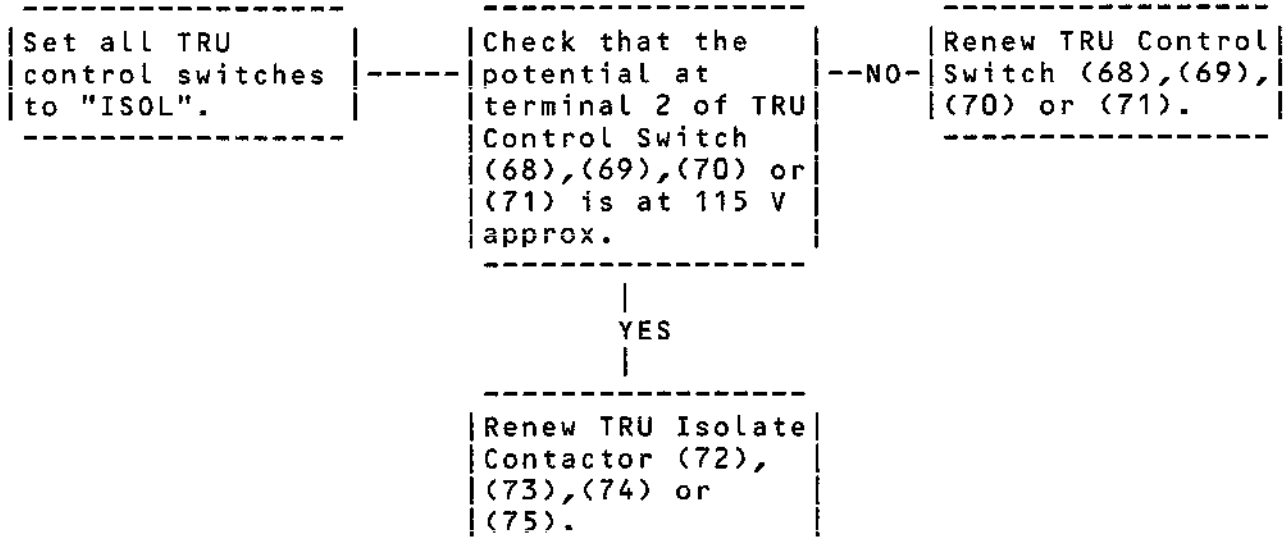 Set all TRU
control switches
to "ISOL".
Check that the
potential at
terminal 2 of TRU
Control Switch
(68),(69),(70) or
(71) is at 115 V
approx.
NO
Renew TRU Control
Switch (68),(69),
(70) or (71).
YES
Renew TRU Isolate
Contactor (72),
(73),(74) or
(75).